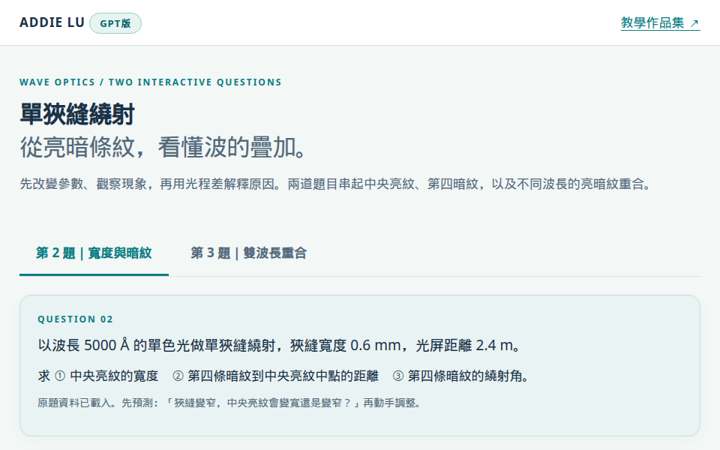 ADDIE LU GPT版
教學作品集 ↗
WAVE OPTICS / TWO INTERACTIVE QUESTIONS
單狹縫繞射
從亮暗條紋，看懂波的疊加。
先改變參數、觀察現象，再用光程差解釋原因。兩道題目串起中央亮紋、第四暗紋，以及不同波長的亮暗紋重合。
第 2 題｜寬度與暗紋
第 3 題｜雙波長重合
QUESTION 02
以波長 5000 Å 的單色光做單狹縫繞射，狹縫寬度 0.6 mm，光屏距離 2.4 m。
求 ① 中央亮紋的寬度 ② 第四條暗紋到中央亮紋中點的距離 ③ 第四條暗紋的繞射角。
原題資料已載入。先預測：「狹縫變窄，中央亮紋會變寬還是變窄？」再動手調整。